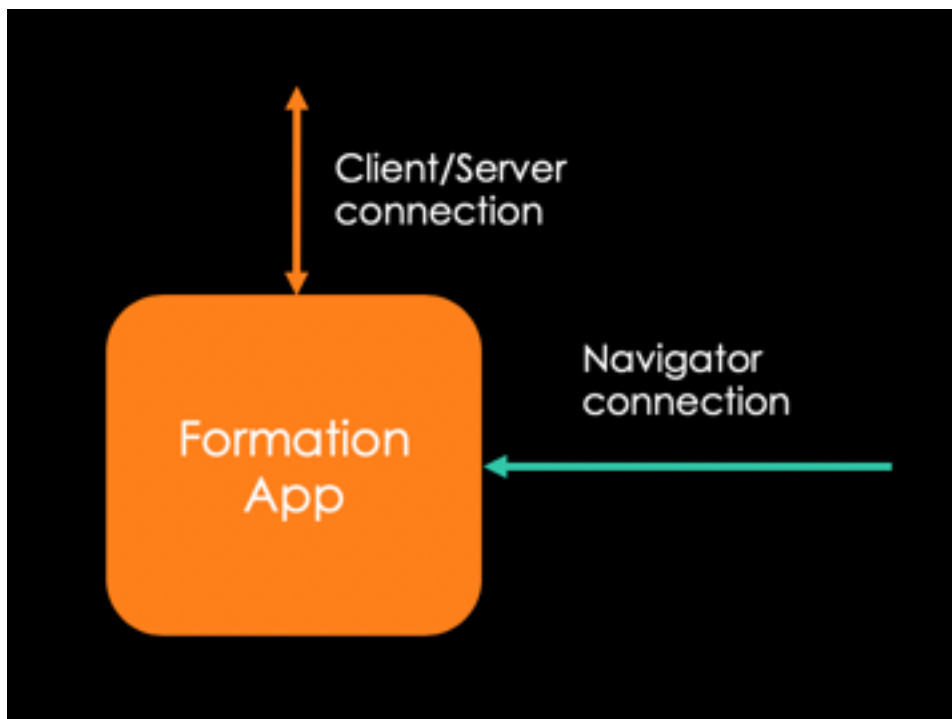 Client/Server
connection
Navigator
connection
Formation
App